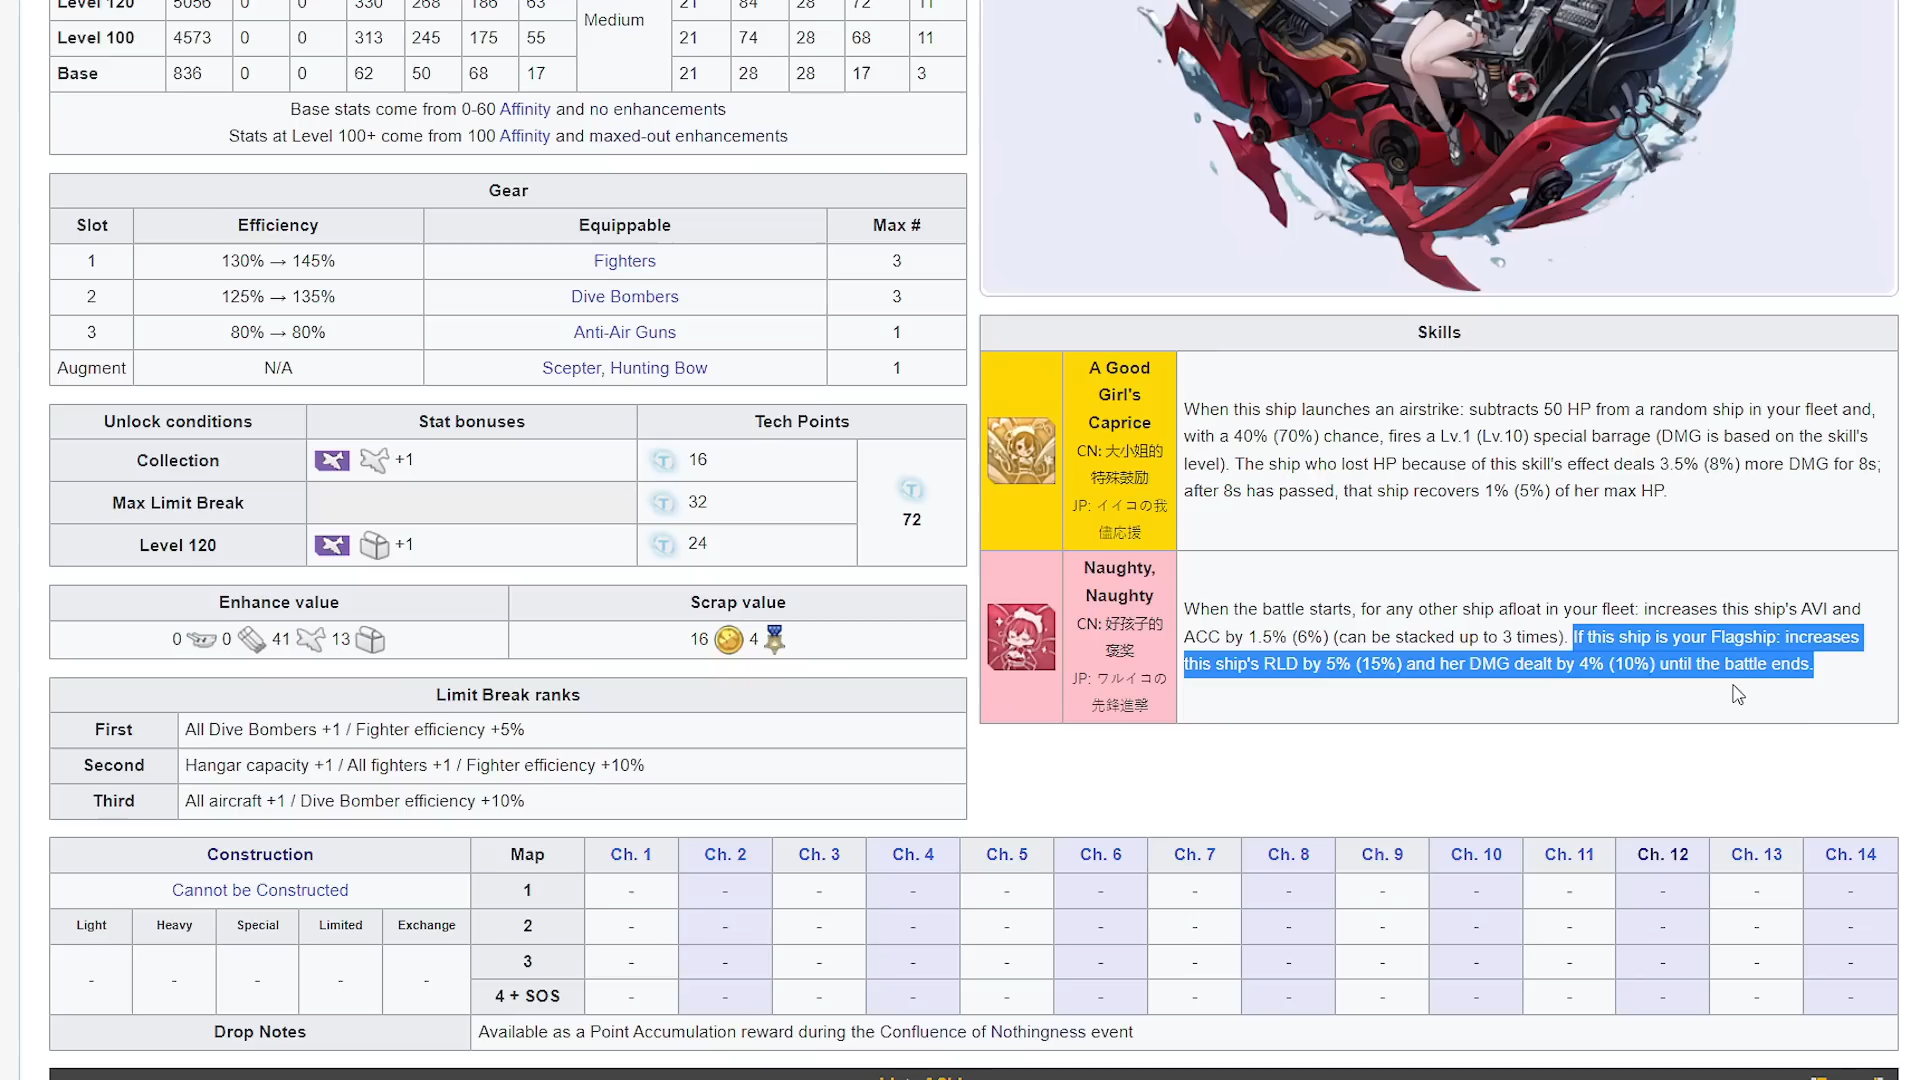 Level 120 5056 0 0 330 268 186 63 21 84 28 72 11
Medium
Level 100 4573 0 0 313 245 175 55 21 74 28 68 11
Base 836 0 0 62 50 68 17 21 28 28 17 3
Base stats come from 0-60 Affinity and no enhancements
Stats at Level 100+ come from 100 Affinity and maxed-out enhancements
Gear
Slot Efficiency Equippable Max #
1 130% → 145% Fighters 3
2 125% → 135% Dive Bombers 3
3 80% → 80% Anti-Air Guns 1
Augment N/A Scepter, Hunting Bow 1
Unlock conditions Stat bonuses Tech Points
Collection +1 16
Max Limit Break 32
72
Level 120 +1 24
Enhance value Scrap value
0 0 41 13 16 4
Limit Break ranks
First All Dive Bombers +1 / Fighter efficiency +5%
Second Hangar capacity +1 / All fighters +1 / Fighter efficiency +10%
Third All aircraft +1 / Dive Bomber efficiency +10%
Skills
A Good
Girl's
Caprice
CN: 大小姐的
特殊鼓励
JP: イイコの我
儘応援
When this ship launches an airstrike: subtracts 50 HP from a random ship in your fleet and,
with a 40% (70%) chance, fires a Lv.1 (Lv.10) special barrage (DMG is based on the skill's
level). The ship who lost HP because of this skill's effect deals 3.5% (8%) more DMG for 8s;
after 8s has passed, that ship recovers 1% (5%) of her max HP.
Naughty,
Naughty
CN: 好孩子的
褒奖
JP: ワルイコの
先鋒進撃
When the battle starts, for any other ship afloat in your fleet: increases this ship's AVI and
ACC by 1.5% (6%) (can be stacked up to 3 times). If this ship is your Flagship: increases
this ship's RLD by 5% (15%) and her DMG dealt by 4% (10%) until the battle ends.
Construction Map Ch. 1 Ch. 2 Ch. 3 Ch. 4 Ch. 5 Ch. 6 Ch. 7 Ch. 8 Ch. 9 Ch. 10 Ch. 11 Ch. 12 Ch. 13 Ch. 14
Cannot be Constructed 1 - - - - - - - - - - - - - -
Light Heavy Special Limited Exchange 2 - - - - - - - - - - - - - -
3 - - - - - - - - - - - - - -
- - - - -
4 + SOS - - - - - - - - - - - - - -
Drop Notes Available as a Point Accumulation reward during the Confluence of Nothingness event